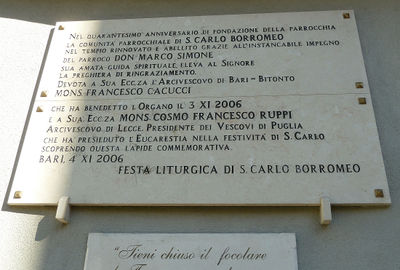 NEL QUARANTESIMO ANNIVERSARIO DI FONDAZIONE DELLA PARROCCHIA
LA COMUNITÀ PARROCCHIALE DI S. CARLO BORROMEO
NEL TEMPIO RINNOVATO E ABBELLITO GRAZIE ALL'INSTANCABILE IMPEGNO
DEL PARROCO DON MARCO SIMONE
SUA AMATA GUIDA SPIRITUALE ELEVA AL SIGNORE
LA PREGHIERA DI RINGRAZIAMENTO.
DEVOTA A SUA ECC.ZA L'ARCIVESCOVO DI BARI-BITONTO
MONS. FRANCESCO CACUCCI
CHE HA BENEDETTO L'ORGANO IL 3 XI 2006
E A SUA ECC.ZA MONS. COSMO FRANCESCO RUPPI
ARCIVESCOVO DI LECCE, PRESIDENTE DEI VESCOVI DI PUGLIA
CHE HA PRESIEDUTO L'EUCARESTIA NELLA FESTIVITÀ DI S. CARLO
SCOPRENDO QUESTA LAPIDE COMMEMORATIVA.
BARI, 4 XI 2006
FESTA LITURGICA DI S. CARLO BORROMEO
"Tieni chiuso il focolare